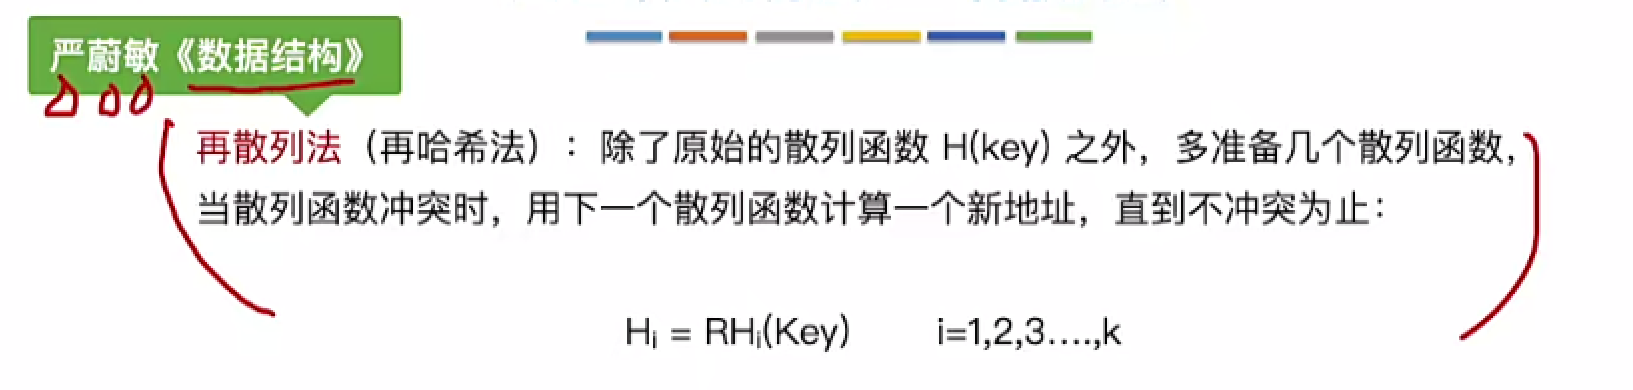 严蔚敏《数据结构》
再散列法（再哈希法）：除了原始的散列函数 H(key) 之外，多准备几个散列函数，
当散列函数冲突时，用下一个散列函数计算一个新地址，直到不冲突为止：
Hᵢ = RHᵢ(Key)  i=1,2,3....,k